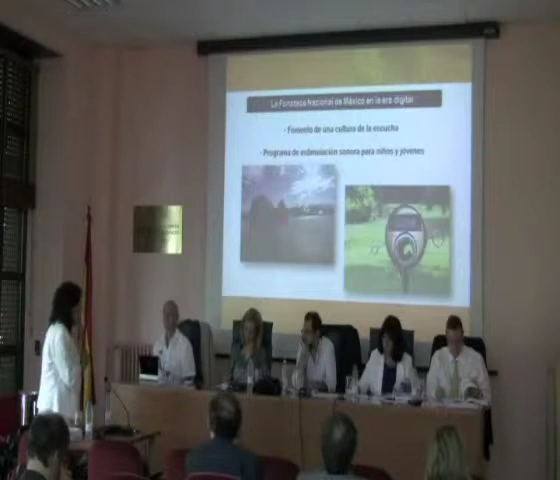 La Fonoteca Nacional de México en la era digital
- Fomento de una cultura de la escucha
- Programa de estimulación sonora para niños y jóvenes